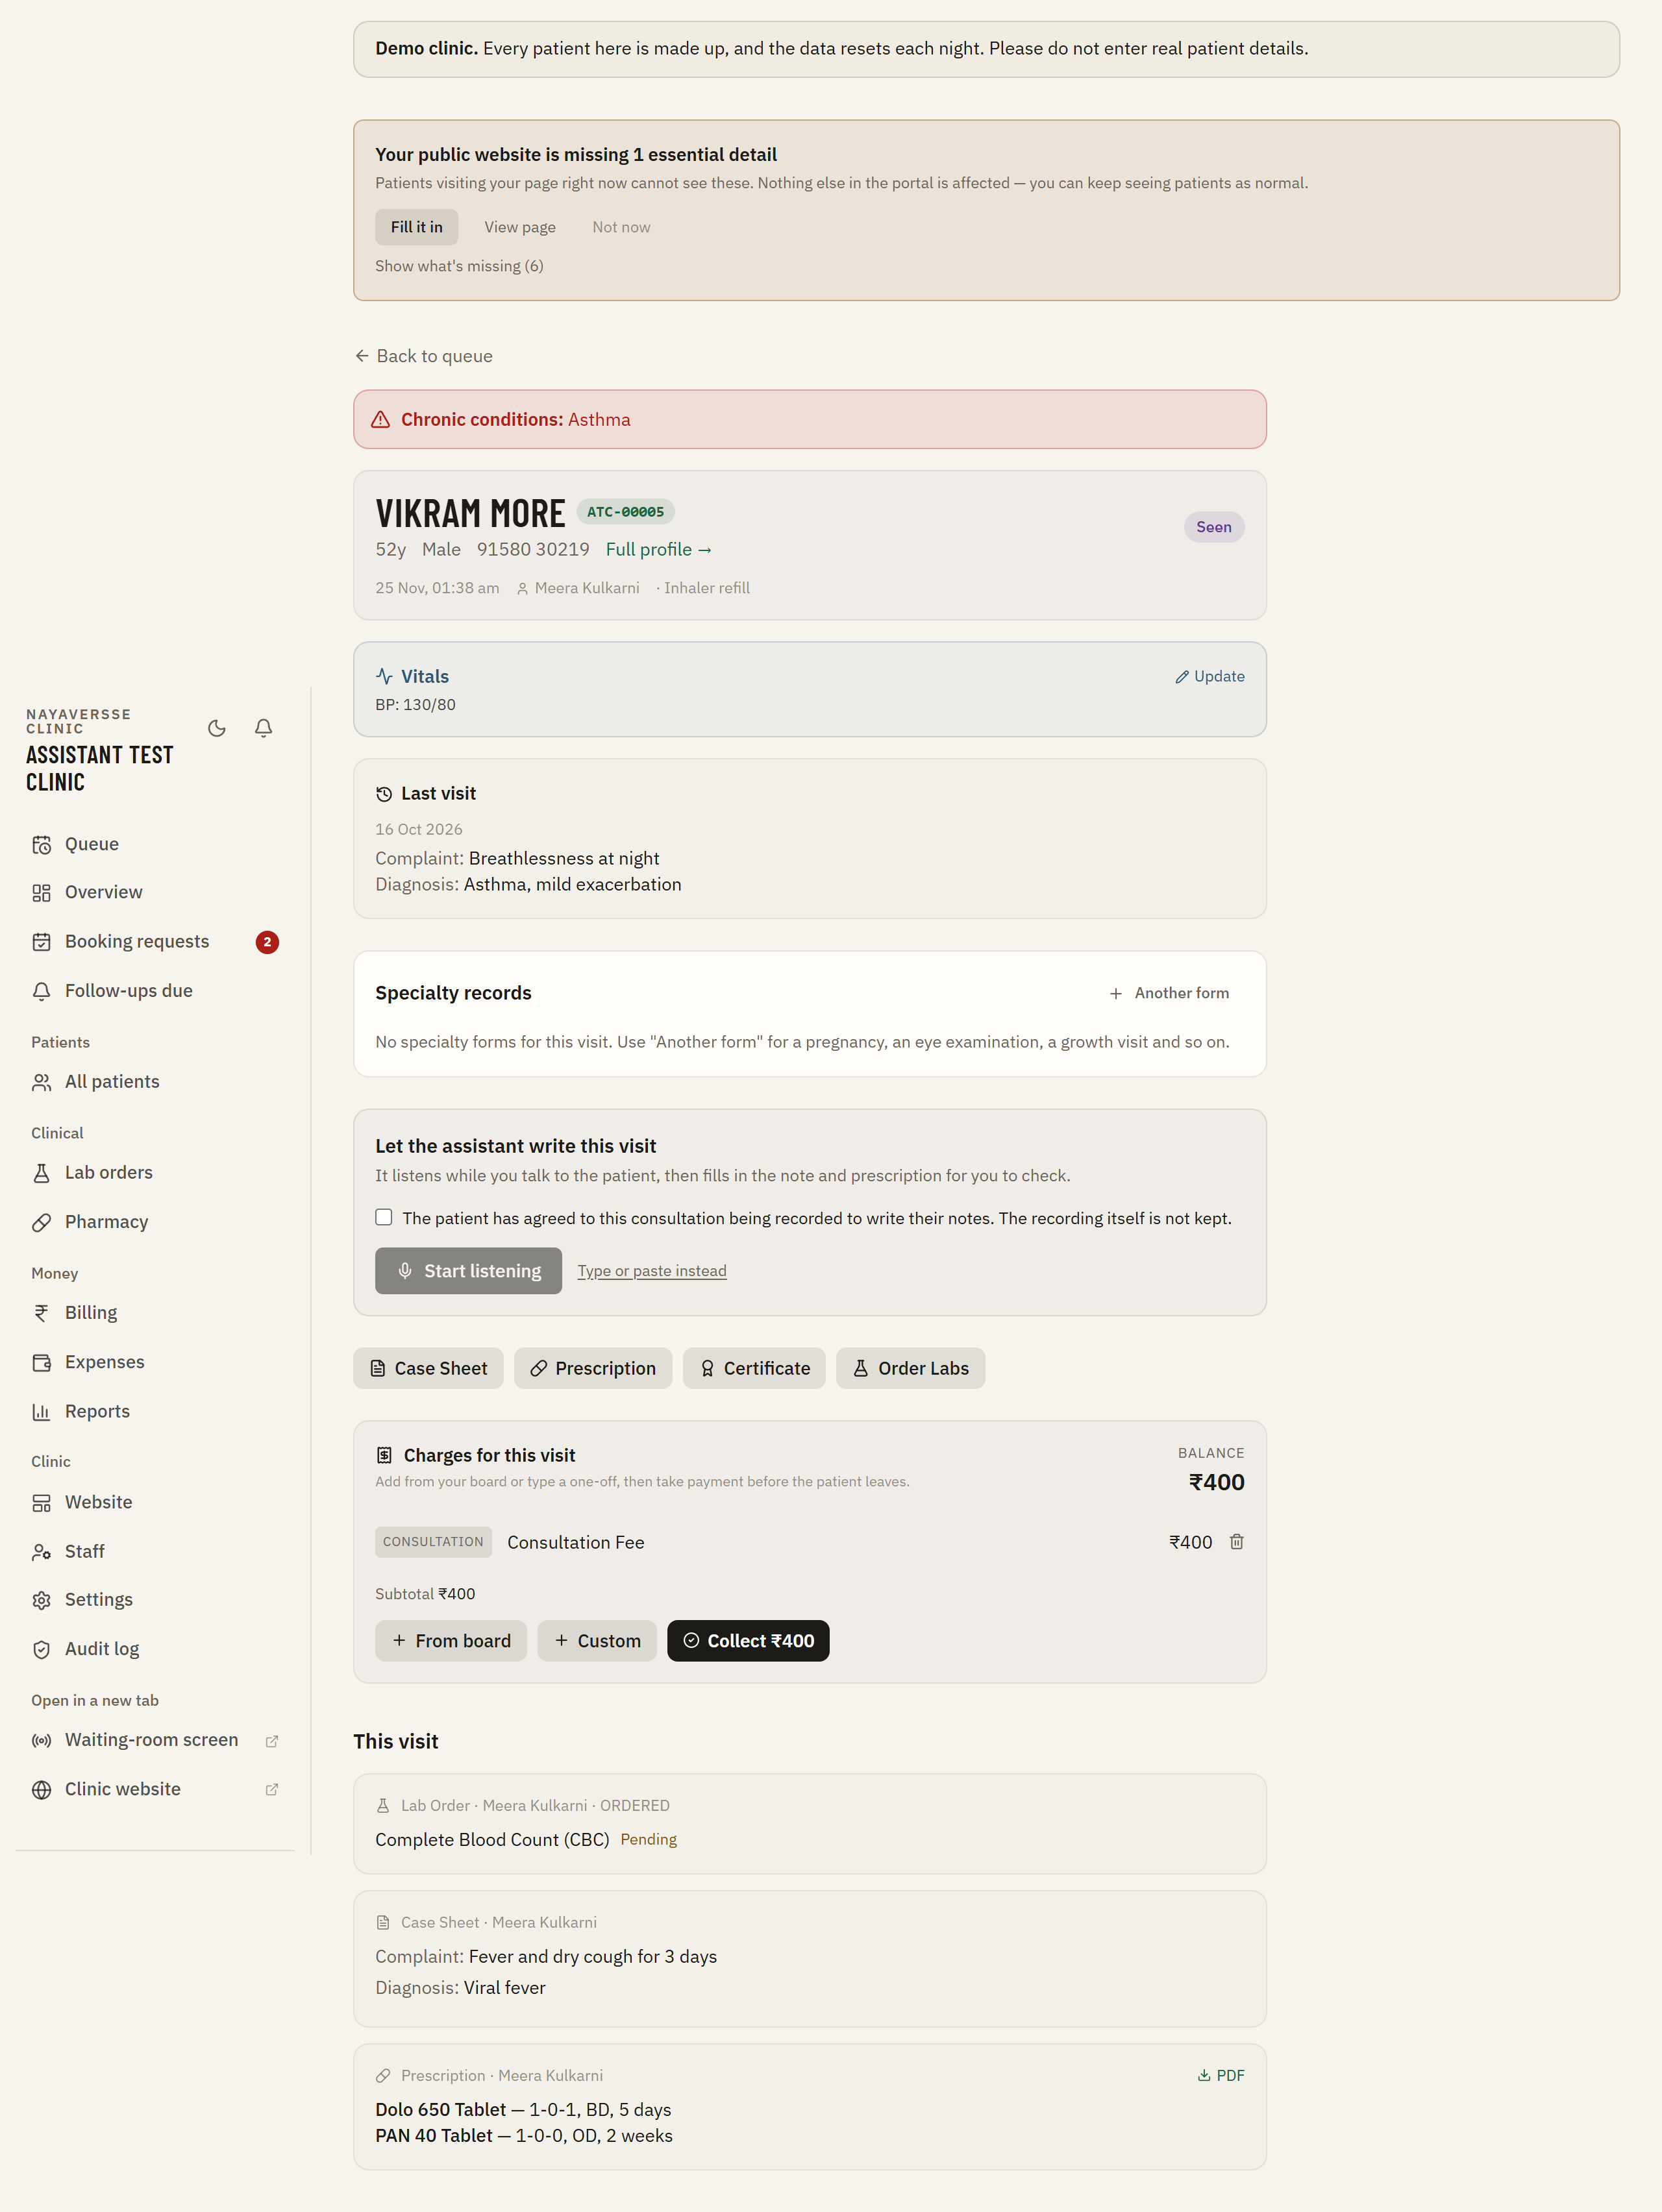 Demo clinic. Every patient here is made up, and the data resets each night. Please do not enter real patient details.
Your public website is missing 1 essential detail
Patients visiting your page right now cannot see these. Nothing else in the portal is affected — you can keep seeing patients as normal.
Fill it in View page Not now
Show what's missing (6)
← Back to queue
Chronic conditions: Asthma
VIKRAM MORE ATC-00005
Seen
52y Male 91580 30219 Full profile →
25 Nov, 01:38 am Meera Kulkarni · Inhaler refill
Vitals
Update
BP: 130/80
Last visit
16 Oct 2026
Complaint: Breathlessness at night
Diagnosis: Asthma, mild exacerbation
Specialty records
+ Another form
No specialty forms for this visit. Use "Another form" for a pregnancy, an eye examination, a growth visit and so on.
Let the assistant write this visit
It listens while you talk to the patient, then fills in the note and prescription for you to check.
The patient has agreed to this consultation being recorded to write their notes. The recording itself is not kept.
Start listening Type or paste instead
Case Sheet Prescription Certificate Order Labs
Charges for this visit
BALANCE
Add from your board or type a one-off, then take payment before the patient leaves.
₹400
CONSULTATION Consultation Fee ₹400
Subtotal ₹400
+ From board + Custom Collect ₹400
This visit
Lab Order · Meera Kulkarni · ORDERED
Complete Blood Count (CBC) Pending
Case Sheet · Meera Kulkarni
Complaint: Fever and dry cough for 3 days
Diagnosis: Viral fever
Prescription · Meera Kulkarni
PDF
Dolo 650 Tablet — 1-0-1, BD, 5 days
PAN 40 Tablet — 1-0-0, OD, 2 weeks
NAYAVERSSE
CLINIC
ASSISTANT TEST
CLINIC
Queue
Overview
Booking requests 2
Follow-ups due
Patients
All patients
Clinical
Lab orders
Pharmacy
Money
Billing
Expenses
Reports
Clinic
Website
Staff
Settings
Audit log
Open in a new tab
Waiting-room screen
Clinic website